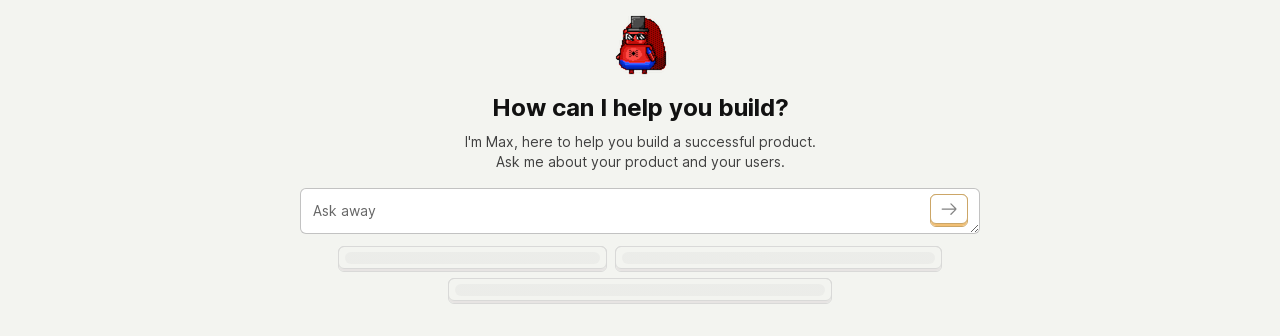 How can I help you build?
I'm Max, here to help you build a successful product.
Ask me about your product and your users.
Ask away